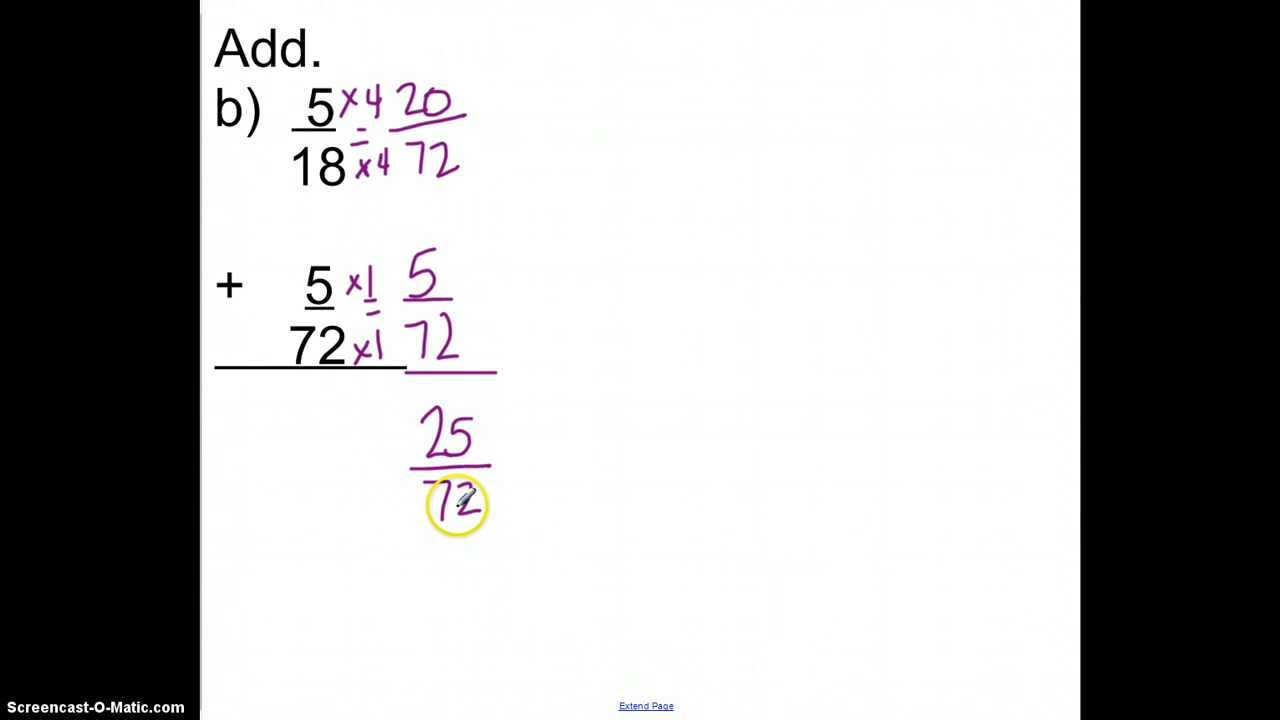 Add.
b) 5 ×4 20
= 
18 ×4 72
+ 5 ×1 5
=
72 ×1 72
25
72
Extend Page
Screencast-O-Matic.com